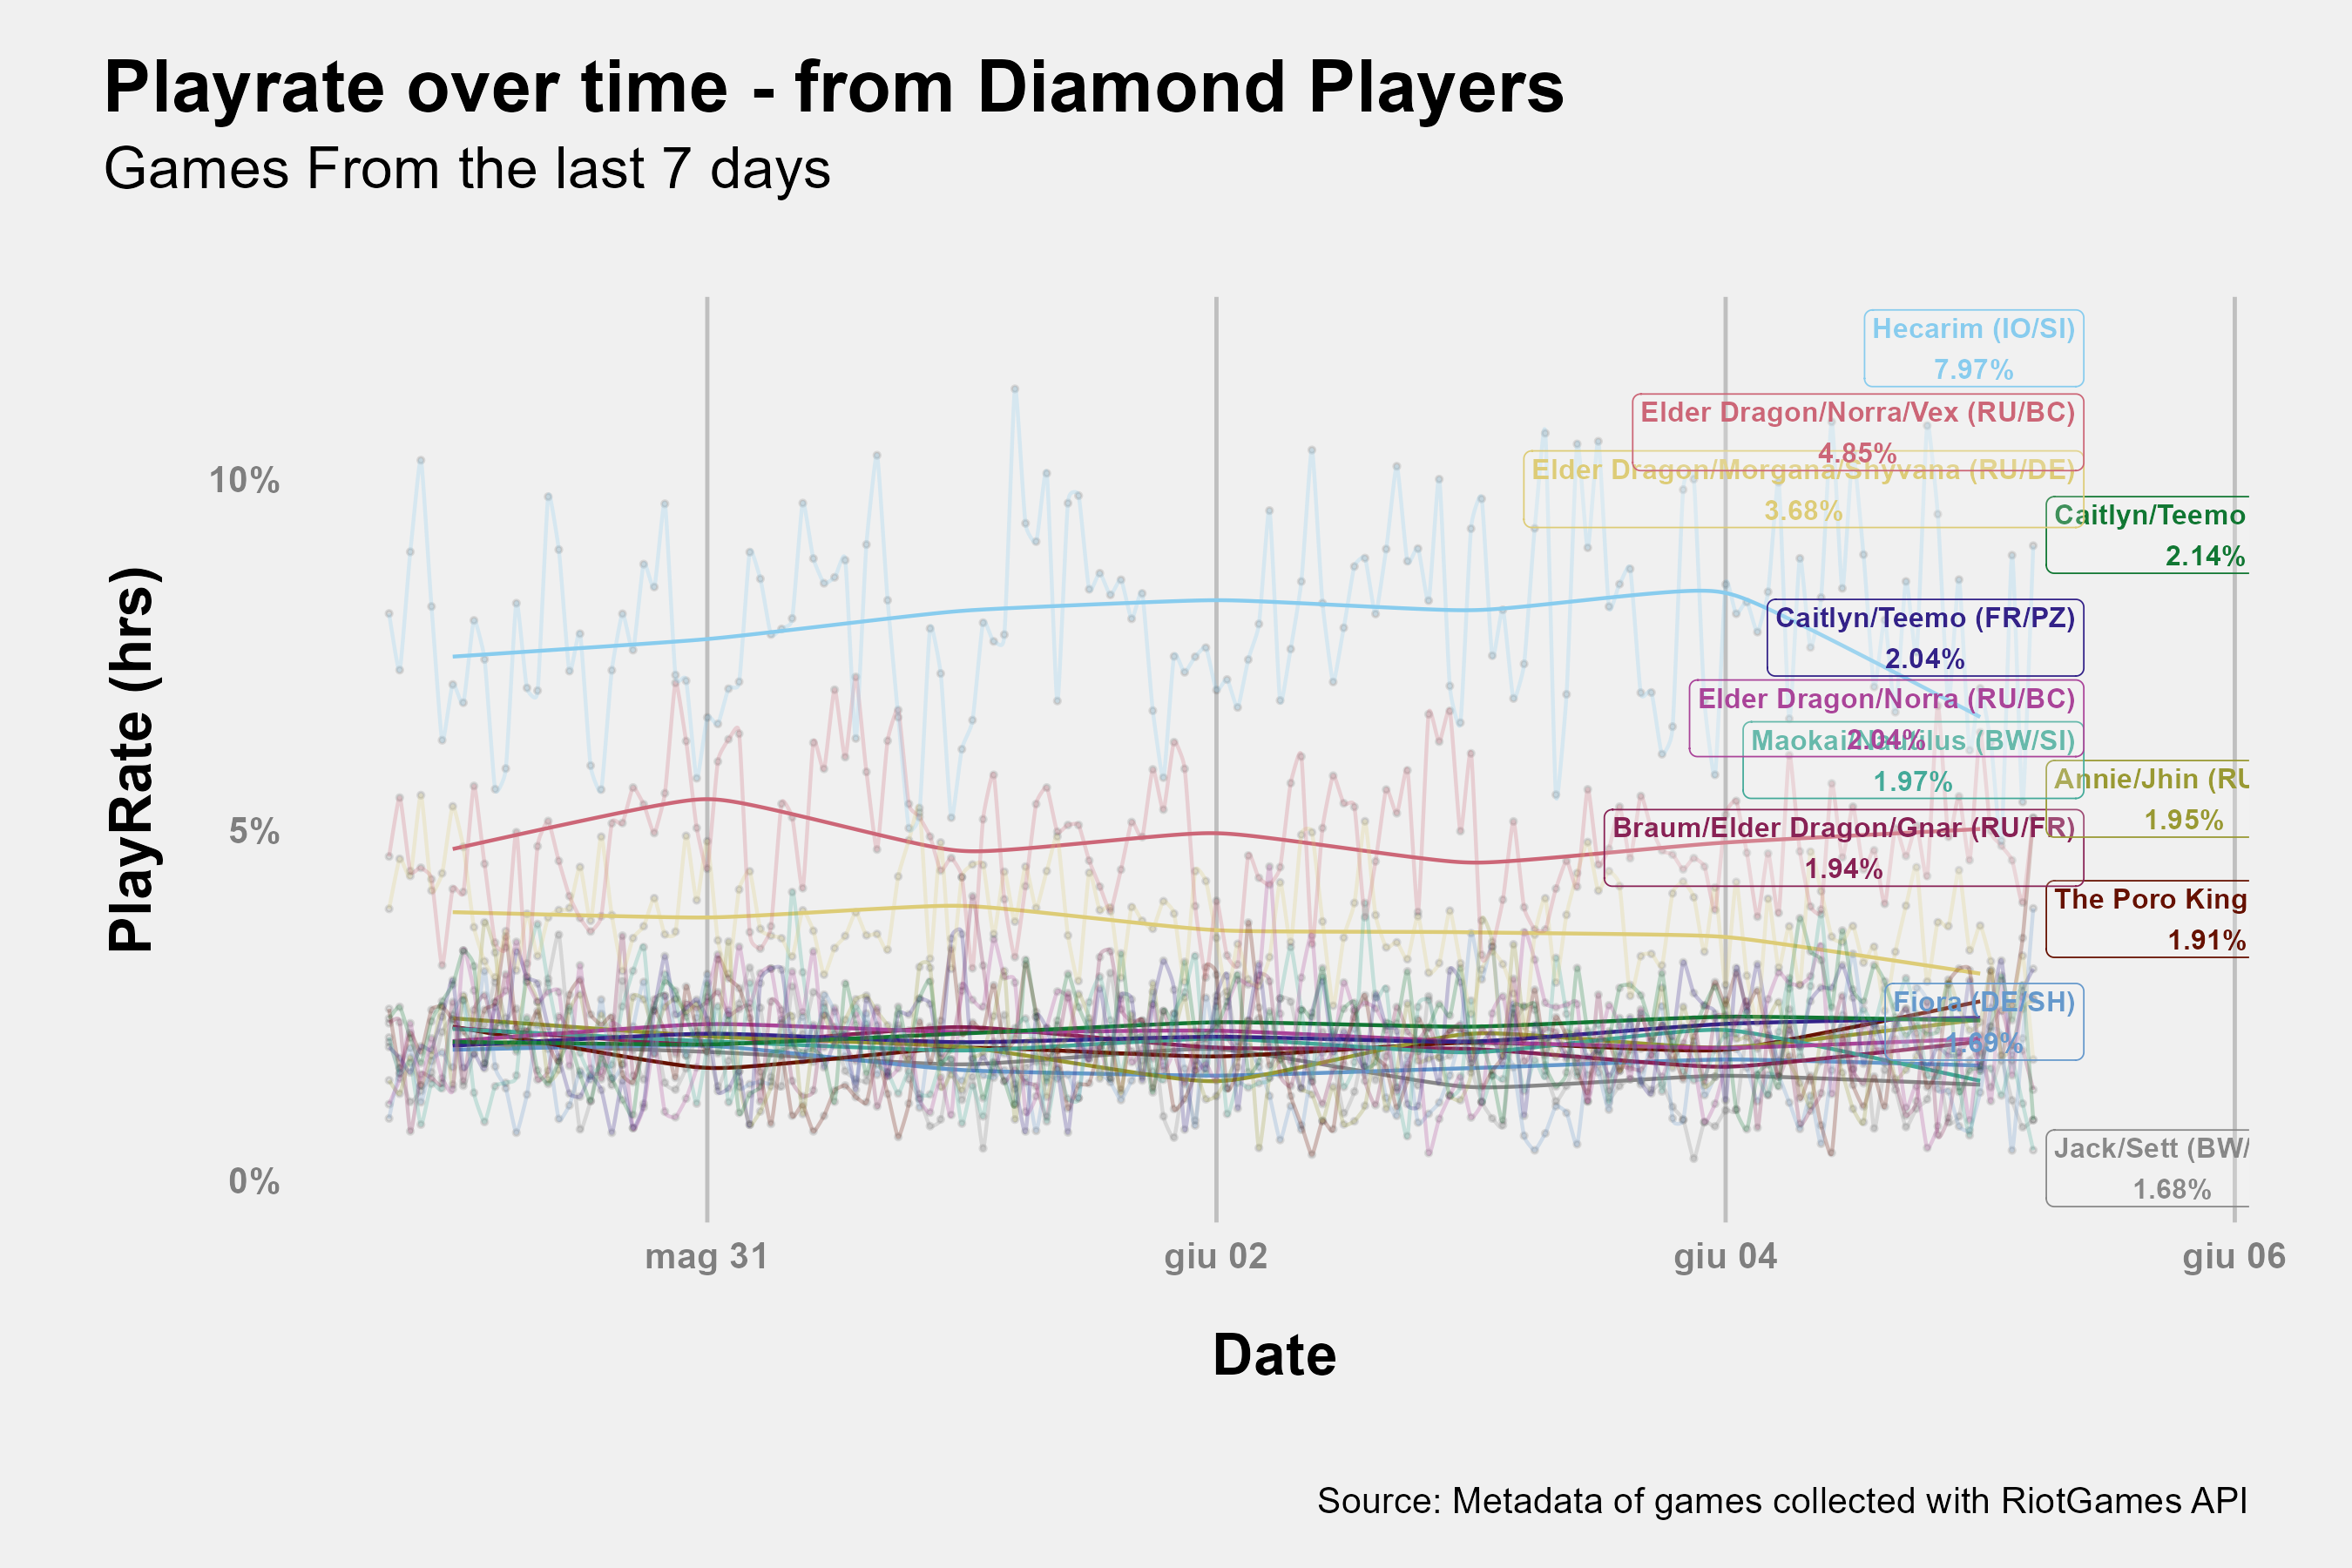 Playrate over time - from Diamond Players
Games From the last 7 days
PlayRate (hrs)
10%
5%
0%
Hecarim (IO/SI)
7.97%
Elder Dragon/Norra/Vex (RU/BC)
4.85%
Elder Dragon/Morgana/Shyvana (RU/DE)
3.68%
Caitlyn/Teemo
2.14%
Caitlyn/Teemo (FR/PZ)
2.04%
Elder Dragon/Norra (RU/BC)
2.04%
Maokai/Nautilus (BW/SI)
1.97%
Annie/Jhin (RU
1.95%
Braum/Elder Dragon/Gnar (RU/FR)
1.94%
The Poro King
1.91%
Fiora (DE/SH)
1.69%
Jack/Sett (BW/
1.68%
mag 31
giu 02
giu 04
giu 06
Date
Source: Metadata of games collected with RiotGames API